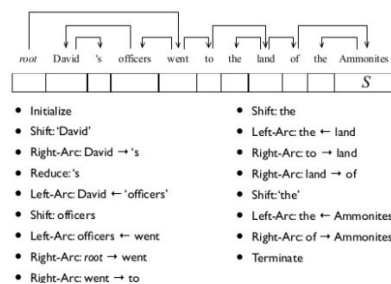 root David 's officers went to the land of the Ammonites
S
• Initialize
• Shift: 'David'
• Right-Arc: David → 's
• Reduce: 's
• Left-Arc: David ← 'officers'
• Shift: officers
• Left-Arc: officers ← went
• Right-Arc: root → went
• Right-Arc: went → to
• Shift: the
• Left-Arc: the ← land
• Right-Arc: to → land
• Right-Arc: land → of
• Shift: 'the'
• Left-Arc: the ← Ammonites
• Right-Arc: of → Ammonites
• Terminate